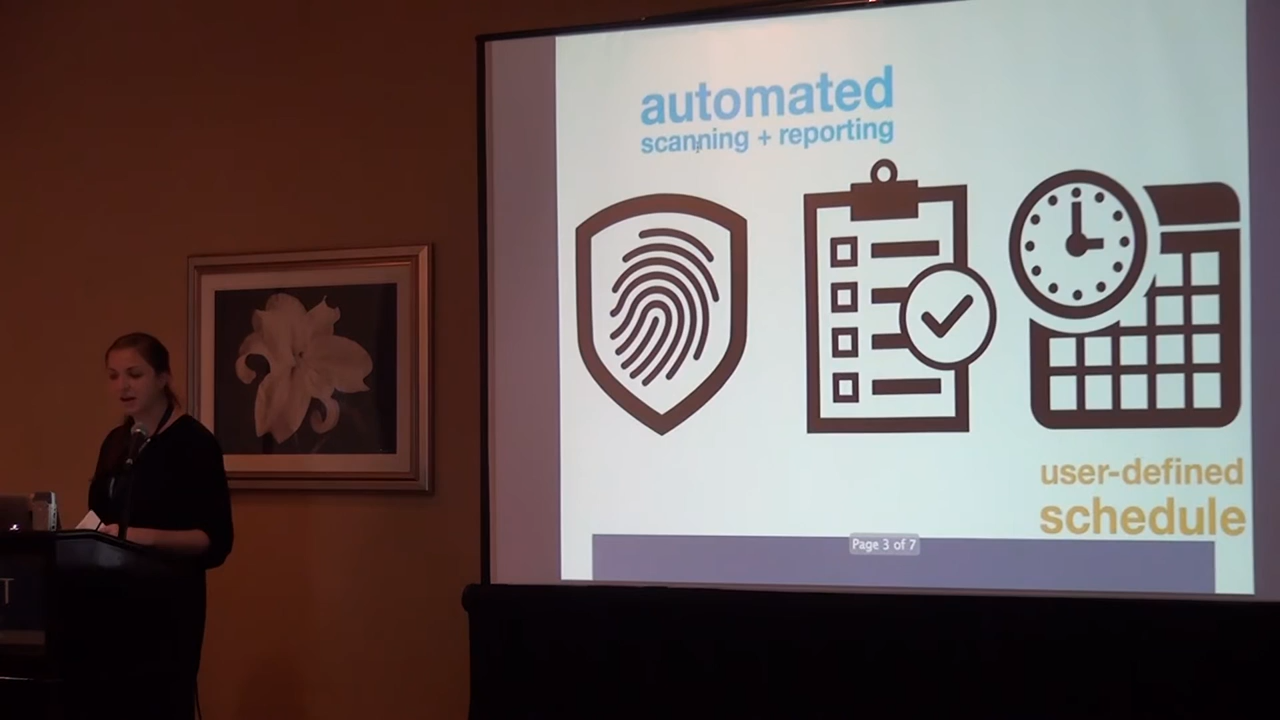 automated
scanning + reporting
user-defined
schedule
Page 3 of 7
T